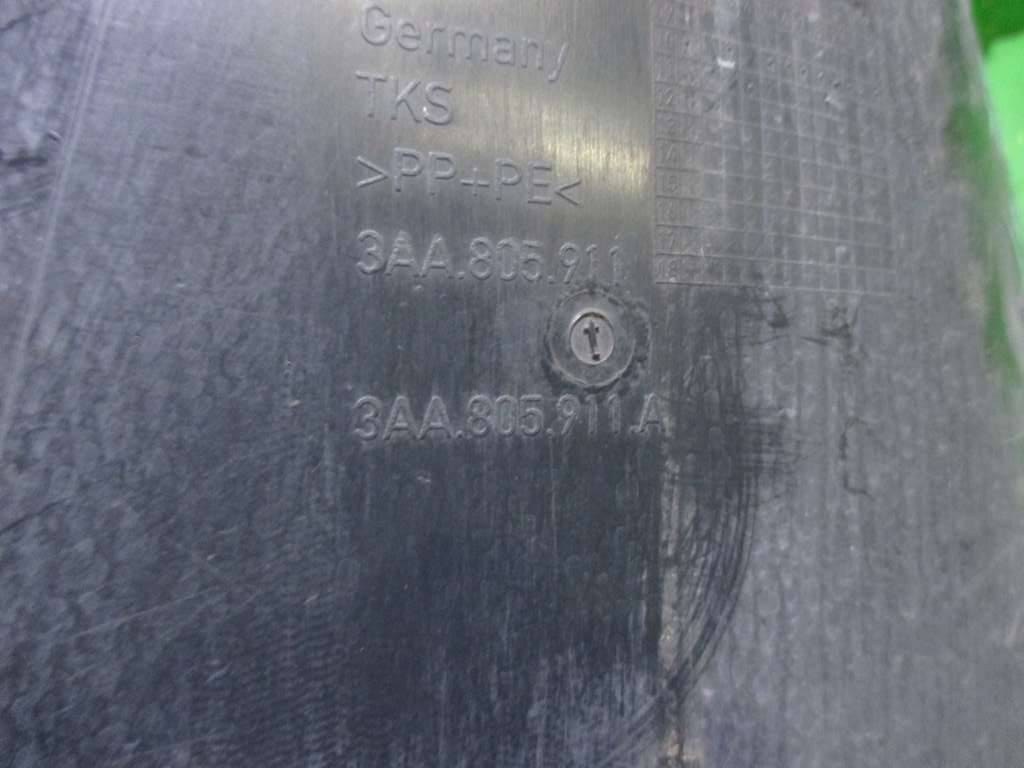 Germany
TKS
>PP+PE<
3AA.805.911
3AA.805.911.A